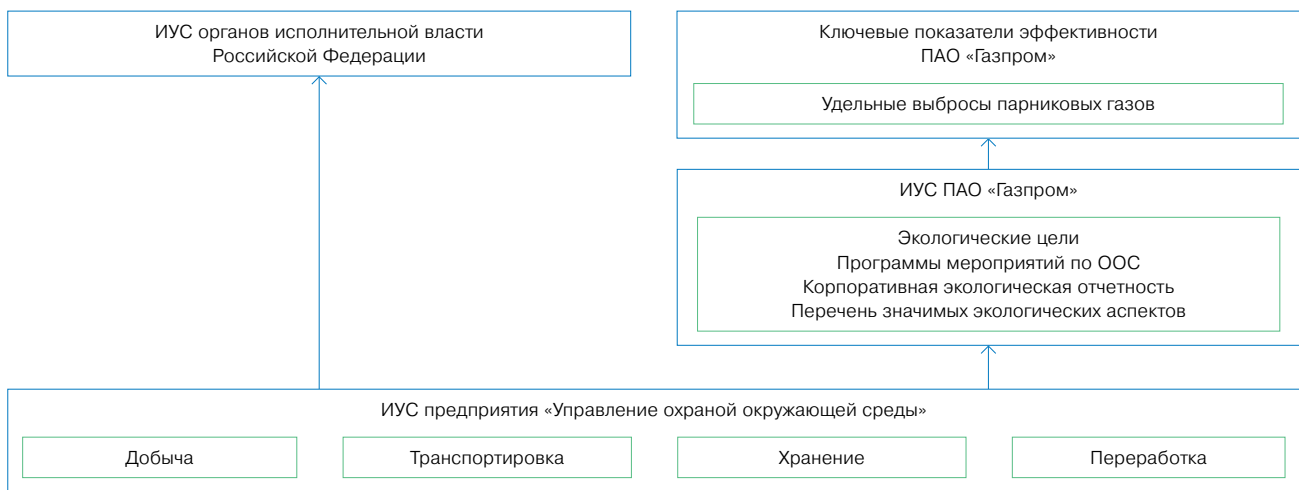 ИУС органов исполнительной власти
Российской Федерации
Ключевые показатели эффективности
ПАО «Газпром»
Удельные выбросы парниковых газов
ИУС ПАО «Газпром»
Экологические цели
Программы мероприятий по ООС
Корпоративная экологическая отчетность
Перечень значимых экологических аспектов
ИУС предприятия «Управление охраной окружающей среды»
Добыча
Транспортировка
Хранение
Переработка